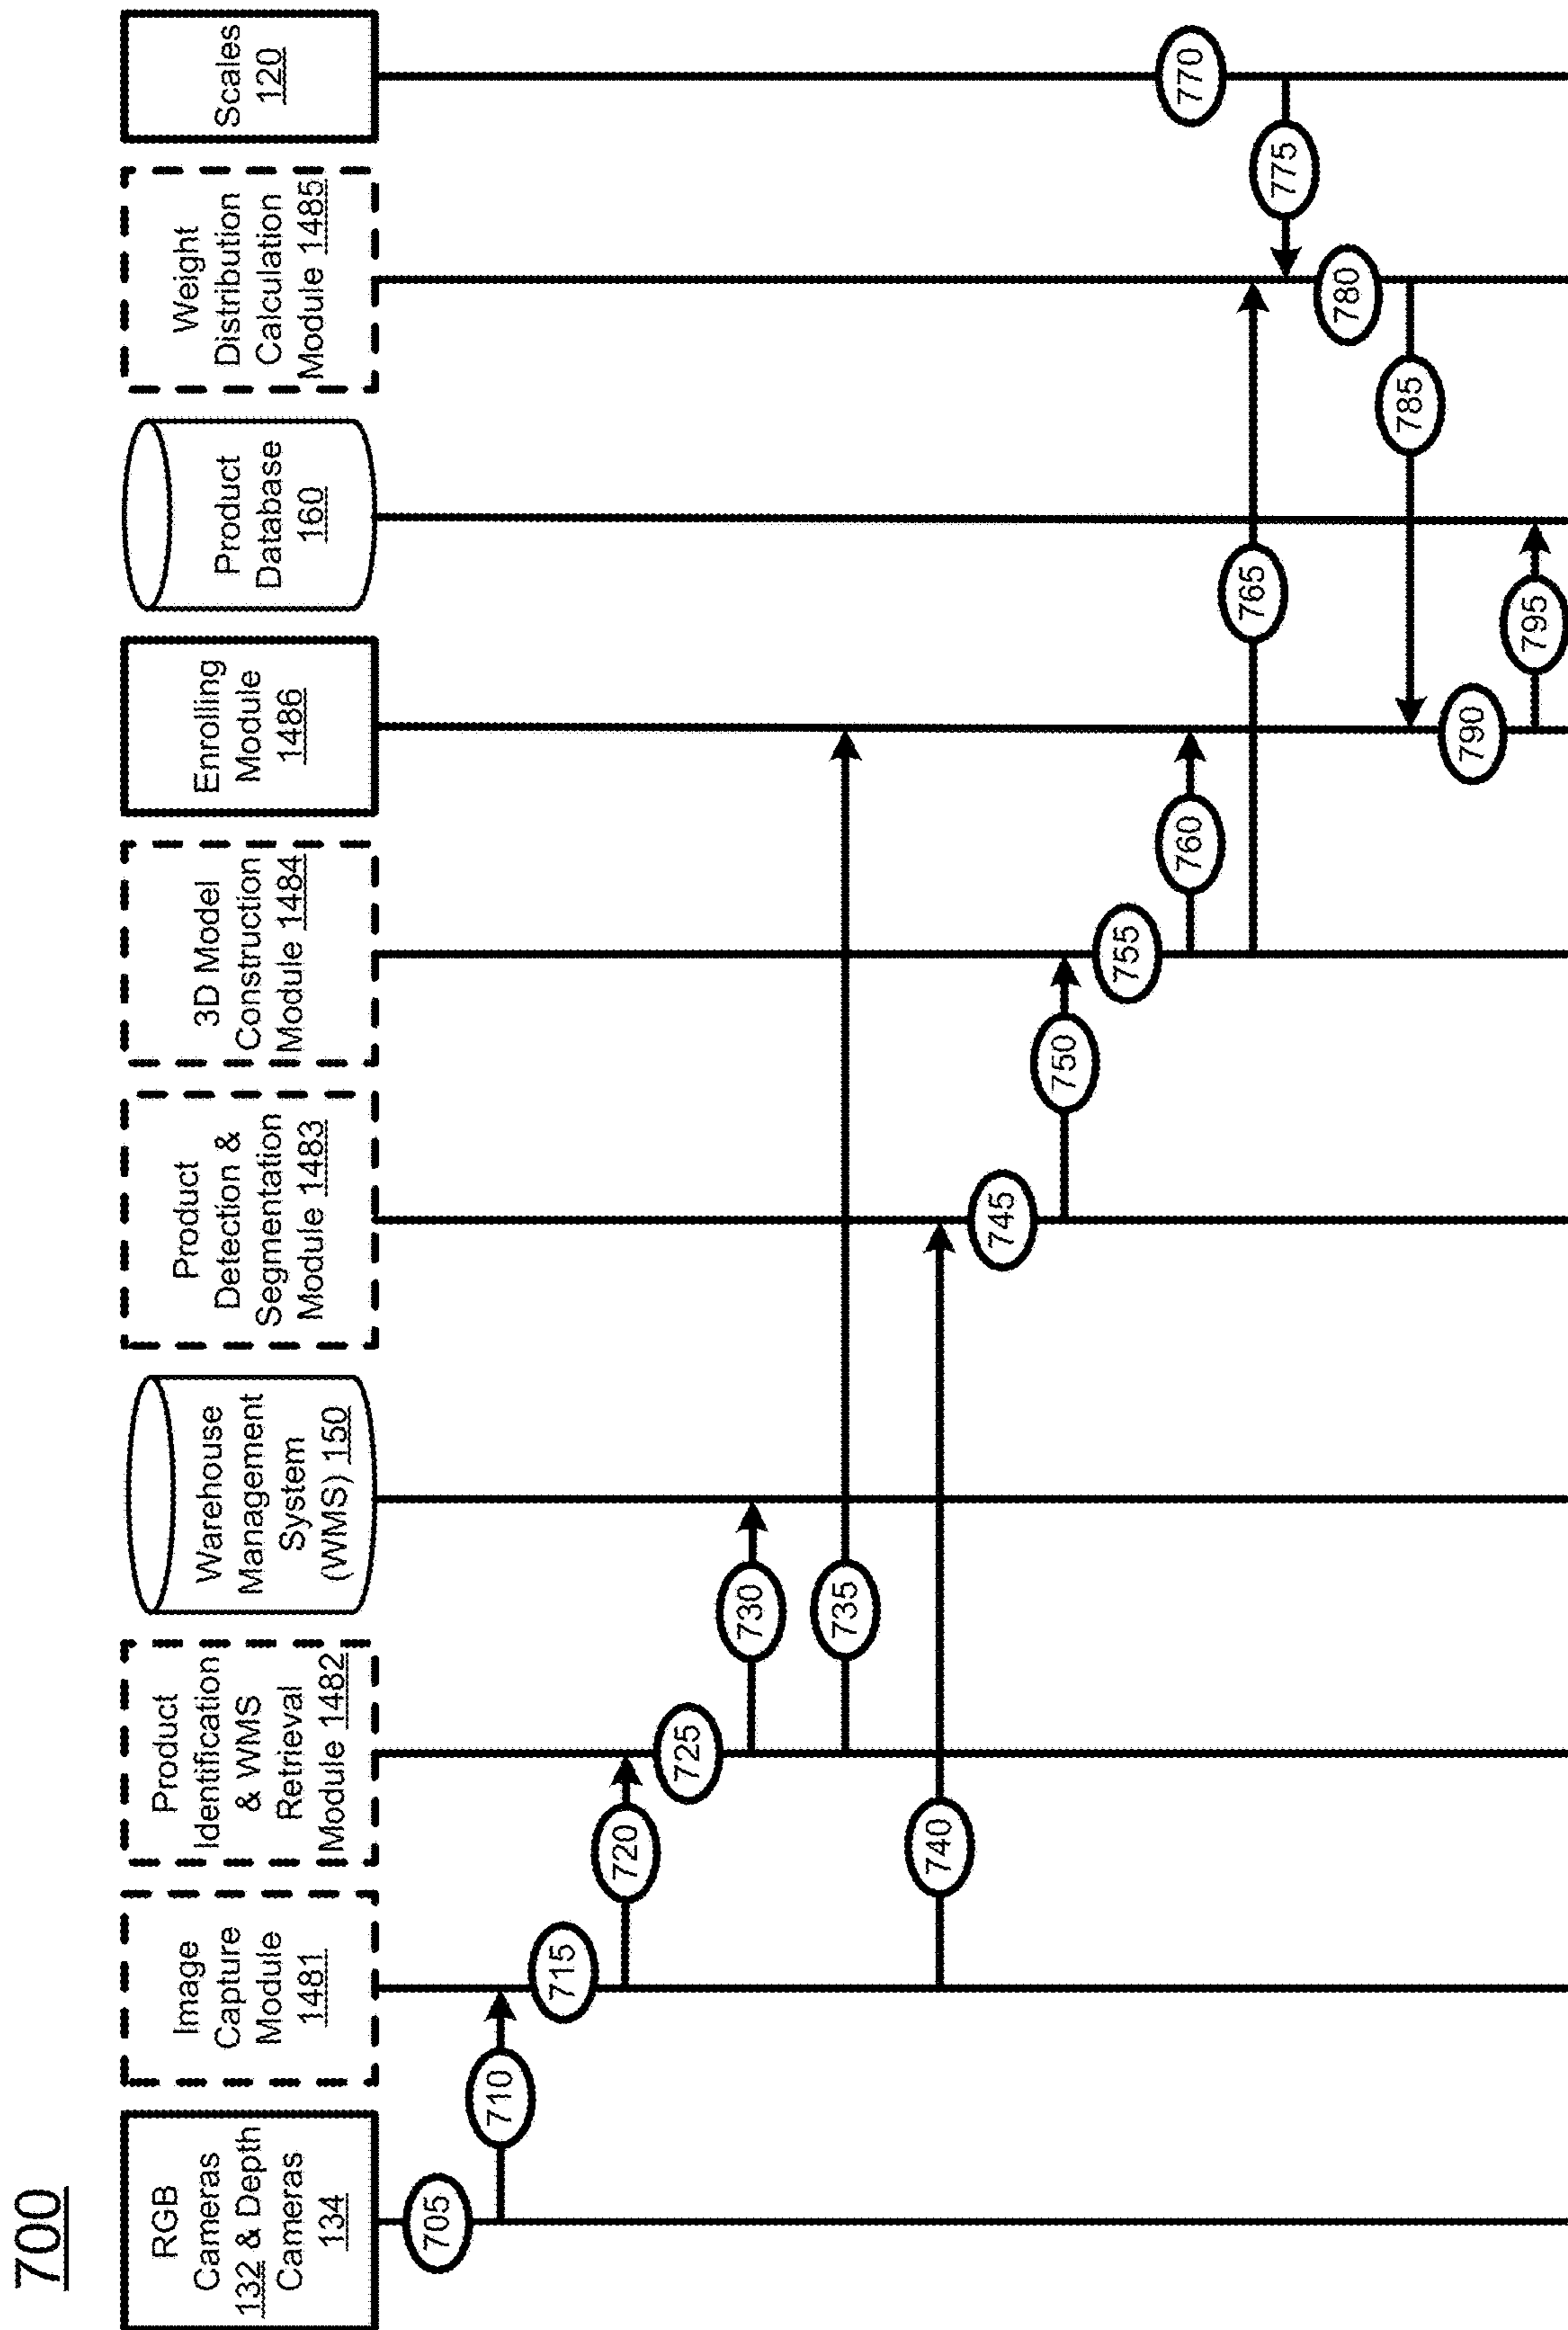 700
RGB
Cameras
132 & Depth
Cameras
134
Image
Capture
Module
1481
Product
Identification
& WMS
Retrieval
Module 1482
Warehouse
Management
System
(WMS) 150
Product
Detection &
Segmentation
Module 1483
3D Model
Construction
Module 1484
Enrolling
Module
1486
Product
Database
160
Weight
Distribution
Calculation
Module 1485
Scales
120
705
710
715
720
725
730
735
740
745
750
755
760
765
770
775
780
785
790
795